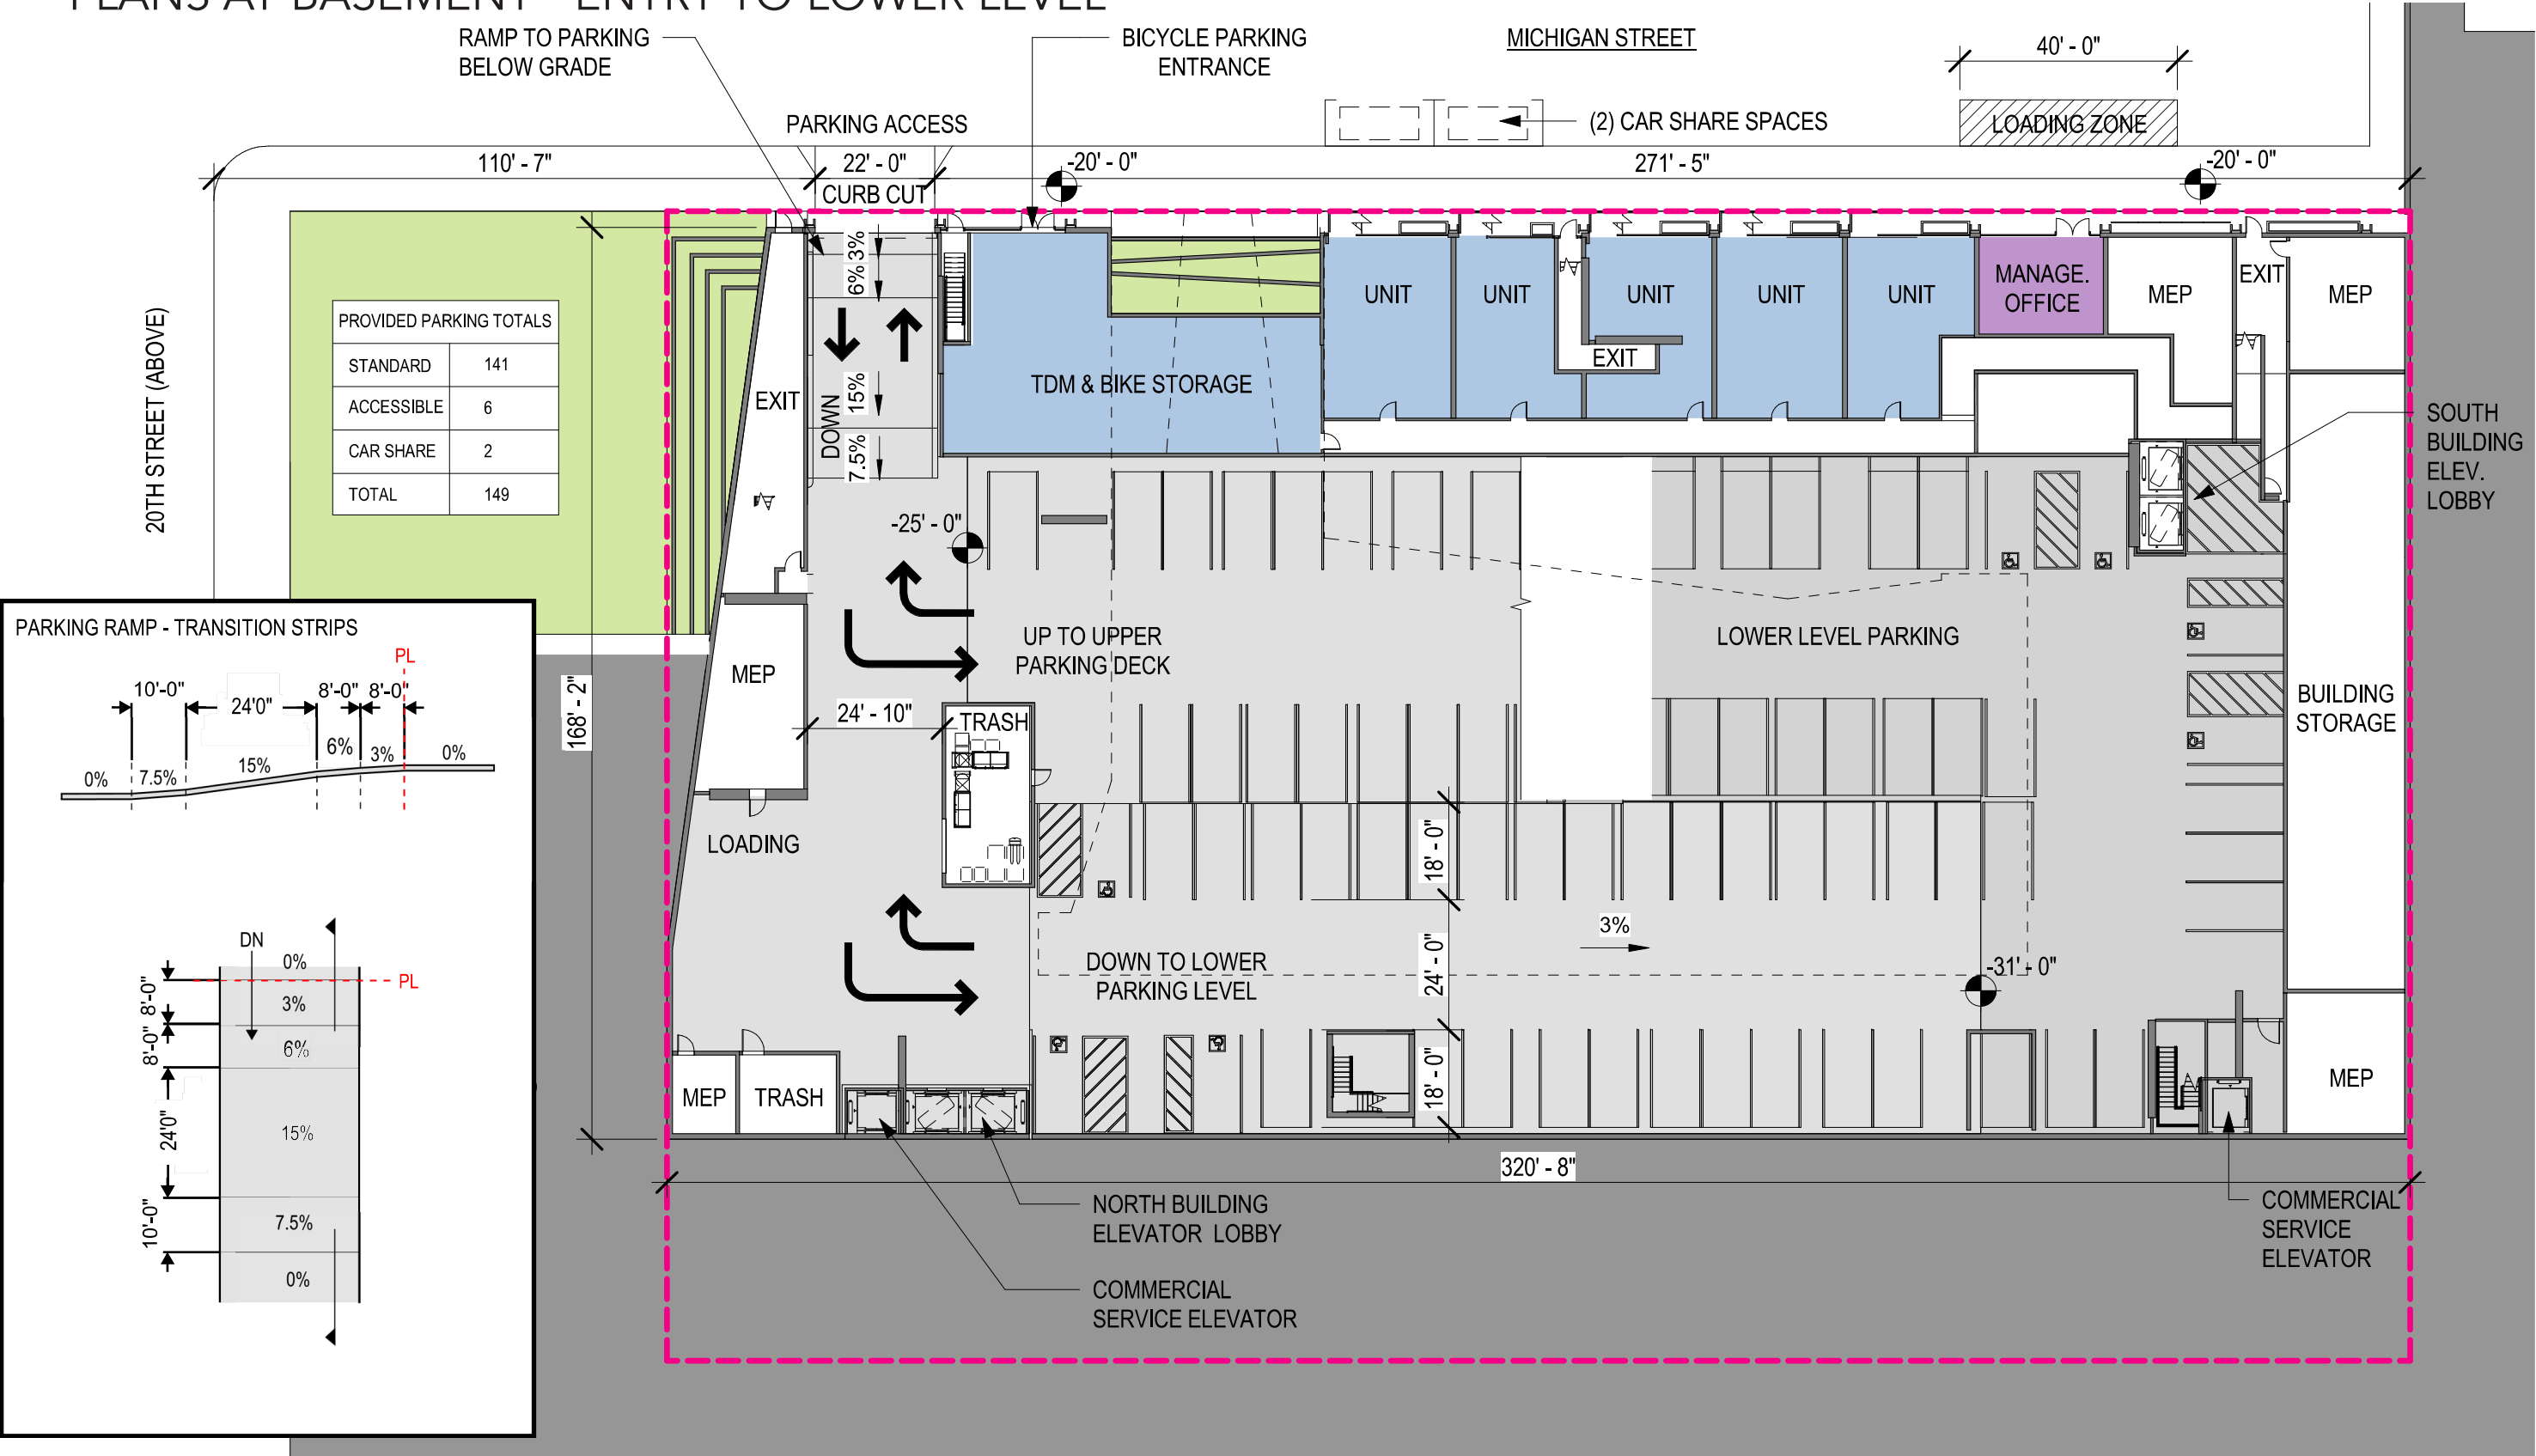 PLANS AT BASEMENT - ENTRY TO LOWER LEVEL
RAMP TO PARKING
BELOW GRADE
BICYCLE PARKING
ENTRANCE
MICHIGAN STREET
40' - 0"
PARKING ACCESS
(2) CAR SHARE SPACES
LOADING ZONE
110' - 7"
22' - 0"
-20' - 0"
271' - 5"
-20' - 0"
CURB CUT
20TH STREET (ABOVE)
PROVIDED PARKING TOTALS
STANDARD 141
ACCESSIBLE 6
CAR SHARE 2
TOTAL 149
EXIT
DOWN
3%
6%
15%
7.5%
TDM & BIKE STORAGE
UNIT
UNIT
EXIT
UNIT
UNIT
UNIT
MANAGE.
OFFICE
MEP
EXIT
MEP
SOUTH
BUILDING
ELEV.
LOBBY
-25' - 0"
UP TO UPPER
PARKING DECK
LOWER LEVEL PARKING
MEP
168' - 2"
24' - 10"
TRASH
BUILDING
STORAGE
LOADING
18' - 0"
24' - 0"
18' - 0"
3%
DOWN TO LOWER
PARKING LEVEL
-31' - 0"
MEP
TRASH
MEP
320' - 8"
NORTH BUILDING
ELEVATOR LOBBY
COMMERCIAL
SERVICE ELEVATOR
COMMERCIAL
SERVICE
ELEVATOR
PARKING RAMP - TRANSITION STRIPS
PL
10'-0"
24'0"
8'-0"
8'-0"
0%
7.5%
15%
6%
3%
0%
DN
0%
PL
8'-0"
3%
8'-0"
6%
24'0"
15%
10'-0"
7.5%
0%